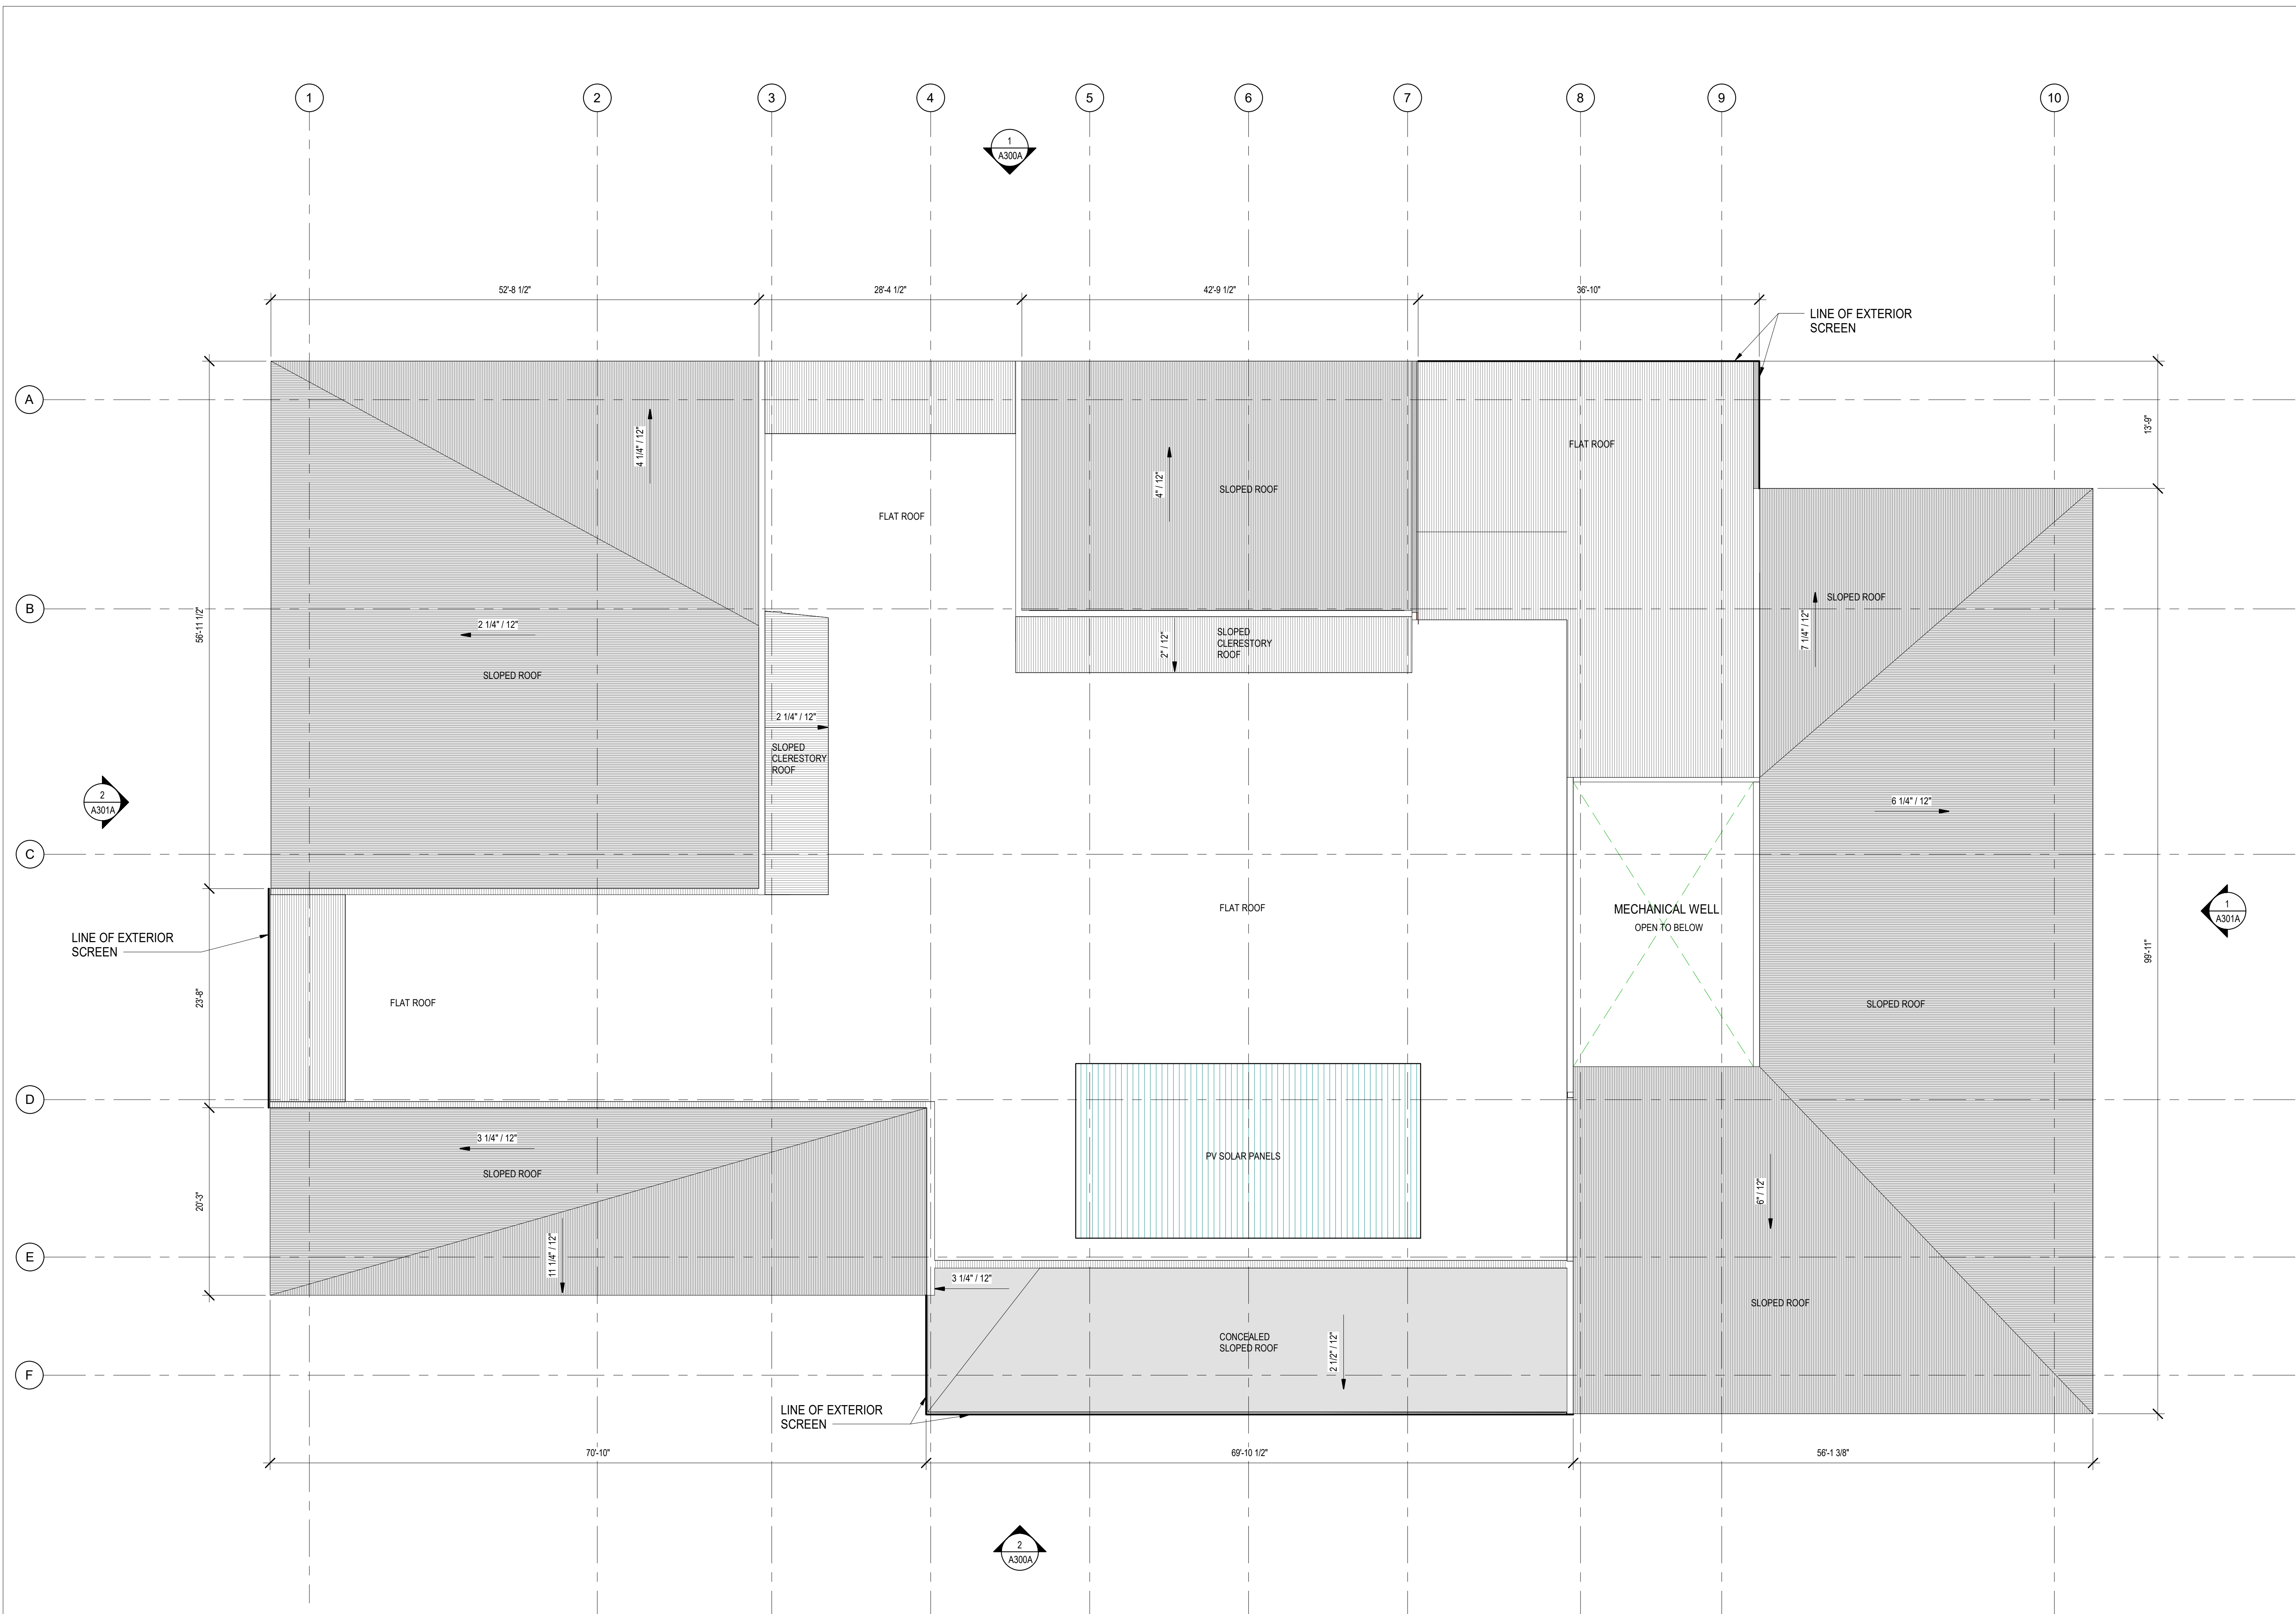 1
2
3
4
5
6
7
8
9
10
1
A300A
52'-8 1/2"
28'-4 1/2"
42'-9 1/2"
36'-10"
LINE OF EXTERIOR
SCREEN
A
4 1/4" / 12"
FLAT ROOF
13'-9"
4" / 12"
SLOPED ROOF
FLAT ROOF
B
56'-11 1/2"
2 1/4" / 12"
SLOPED ROOF
2" / 12"
SLOPED
CLERESTORY
ROOF
7 1/4" / 12"
SLOPED ROOF
2 1/4" / 12"
SLOPED
CLERESTORY
ROOF
2
A301A
6 1/4" / 12"
C
FLAT ROOF
MECHANICAL WELL
OPEN TO BELOW
1
A301A
LINE OF EXTERIOR
SCREEN
99'-11"
23'-8"
FLAT ROOF
SLOPED ROOF
D
3 1/4" / 12"
SLOPED ROOF
PV SOLAR PANELS
20'-3"
6" / 12"
E
11 1/4" / 12"
3 1/4" / 12"
SLOPED ROOF
CONCEALED
SLOPED ROOF
2 1/2" / 12"
F
LINE OF EXTERIOR
SCREEN
70'-10"
69'-10 1/2"
56'-1 3/8"
2
A300A